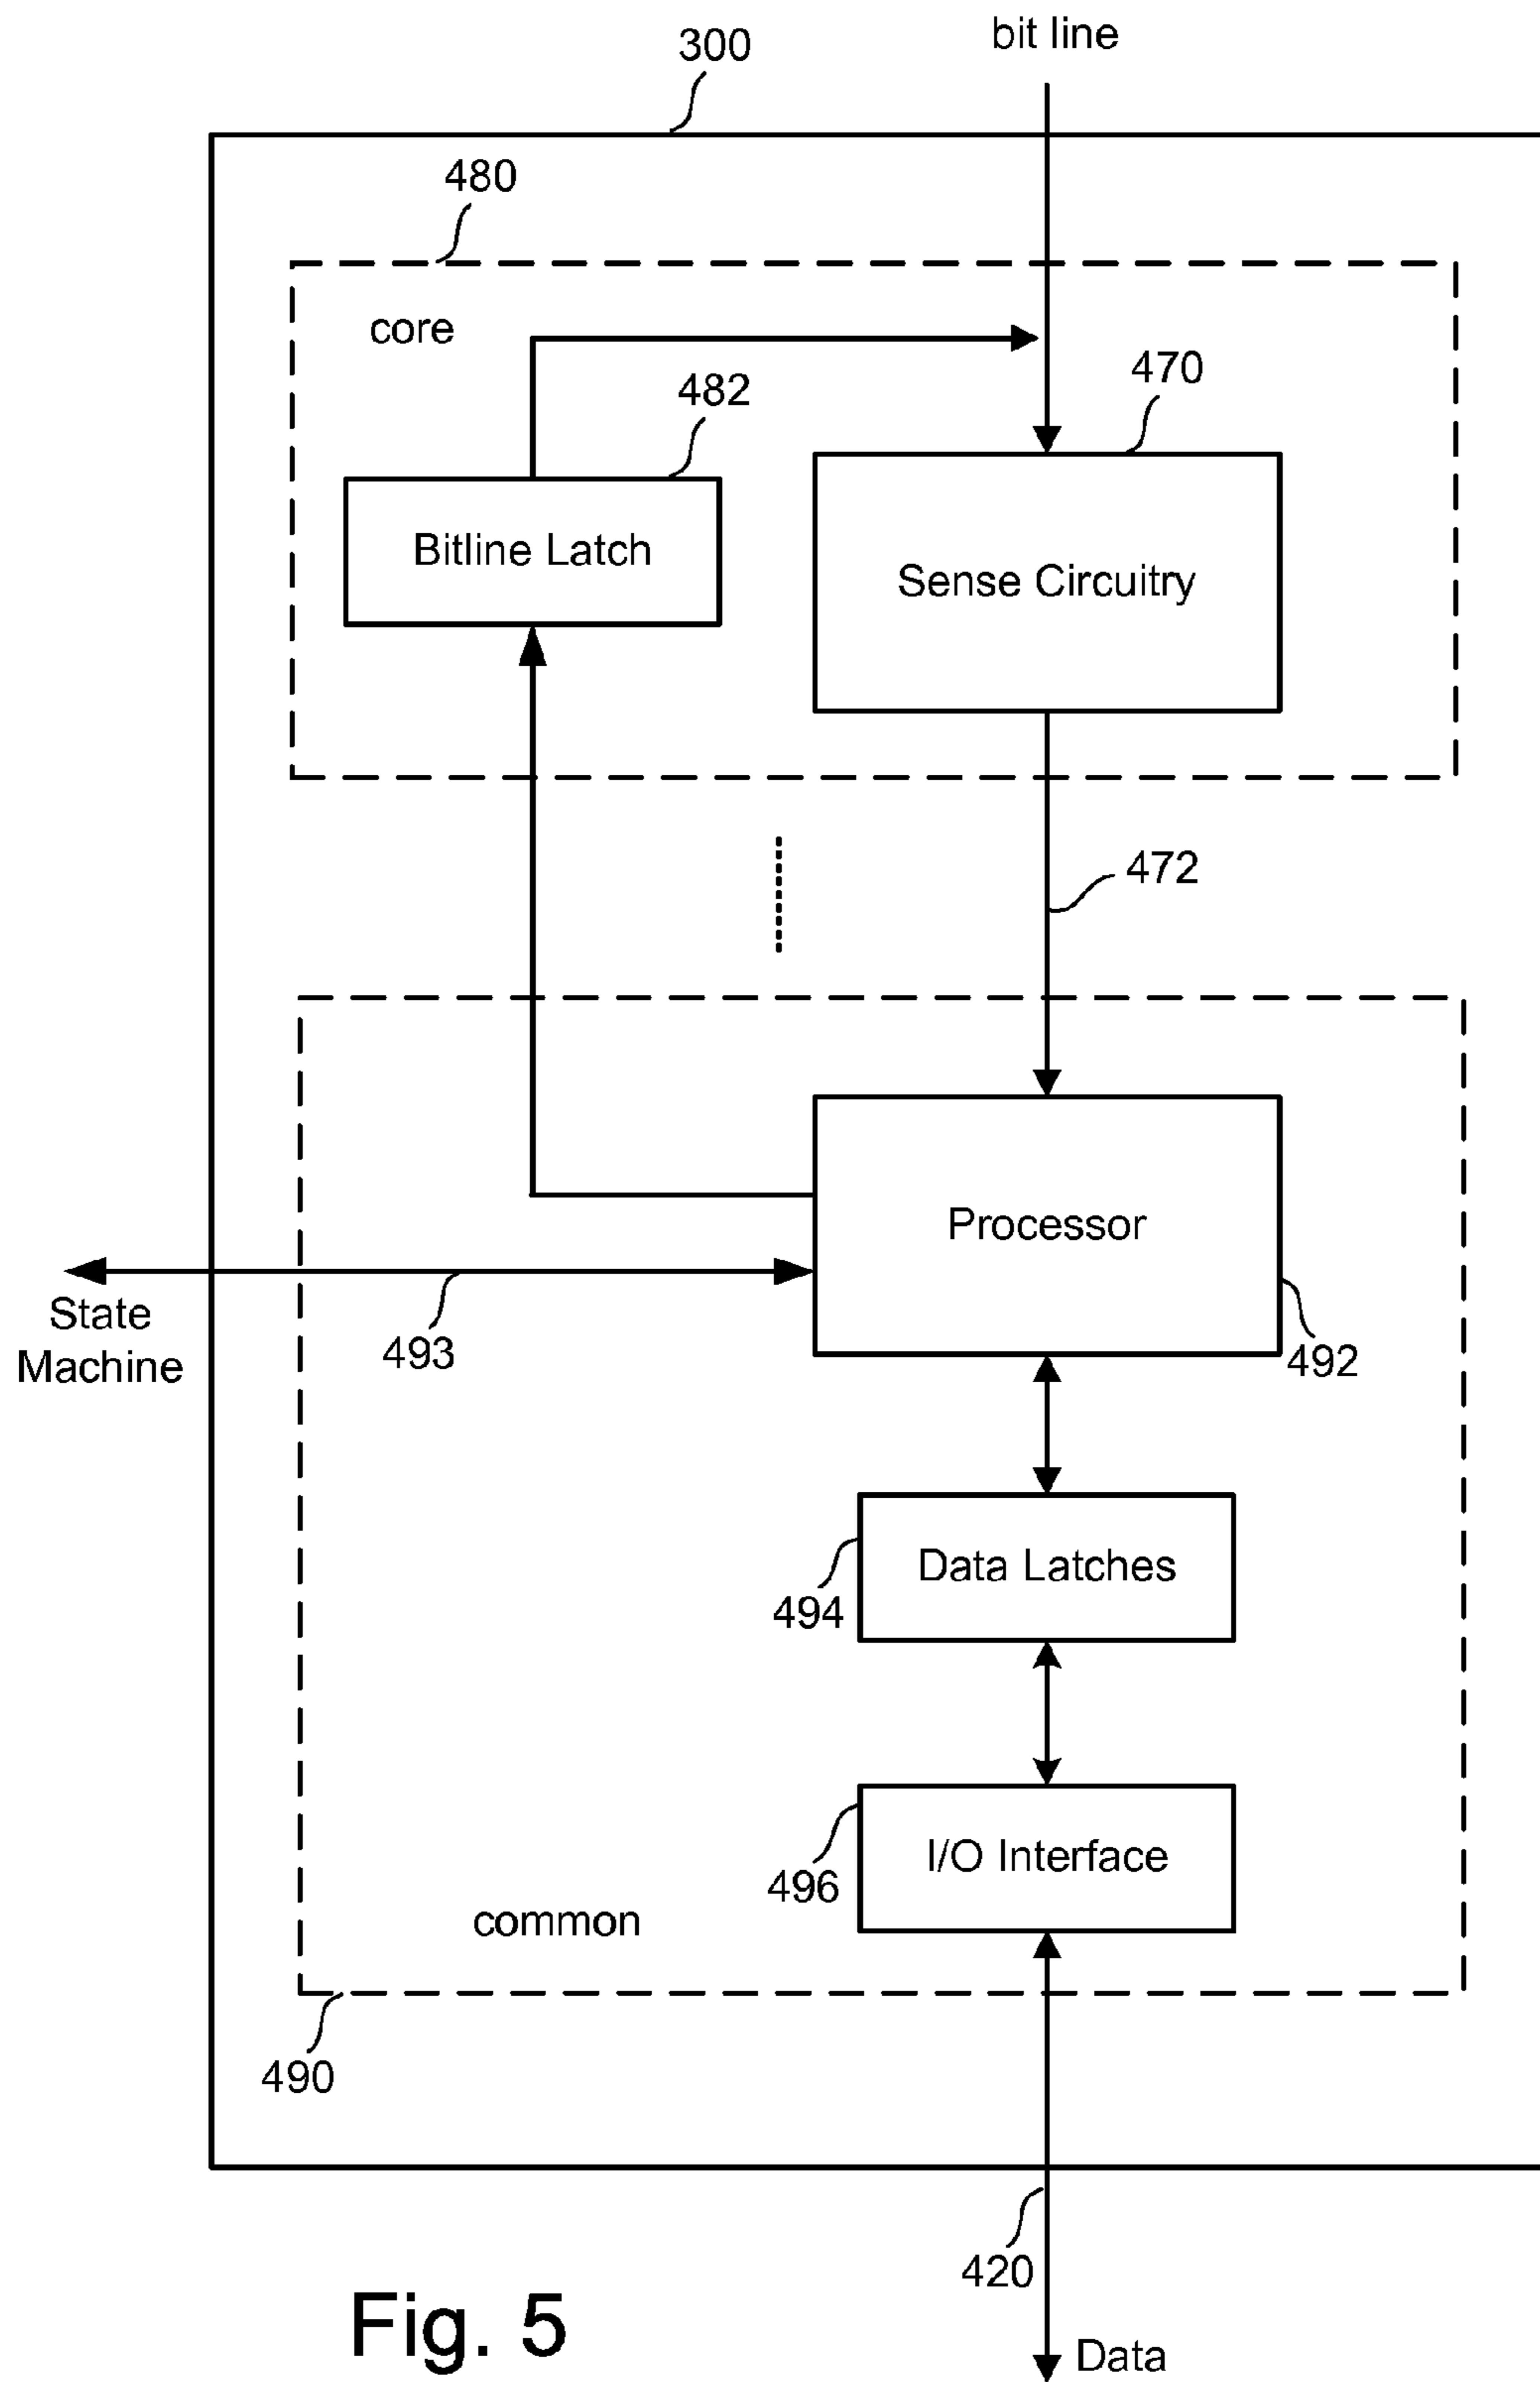 bit line
300
480
core
470
482
Bitline Latch
Sense Circuitry
472
Processor
State
Machine
493
492
Data Latches
494
I/O Interface
496
common
490
420
Fig. 5
Data